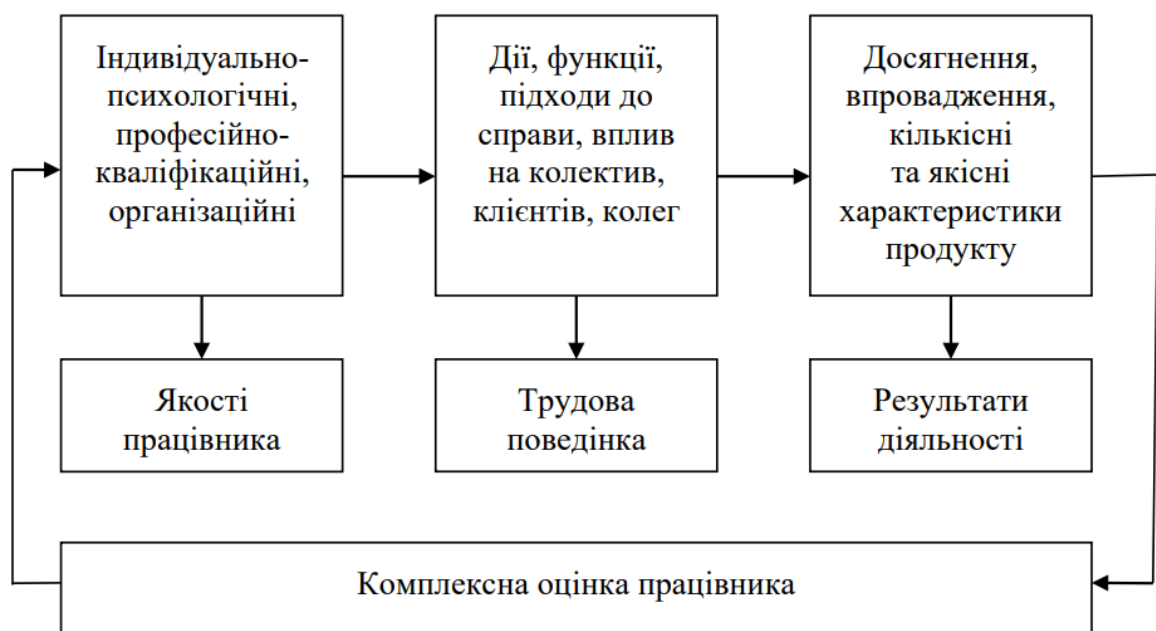 Індивідуально-
психологічні,
професійно-
кваліфікаційні,
організаційні
Дії, функції,
підходи до
справи, вплив
на колектив,
клієнтів, колег
Досягнення,
впровадження,
кількісні
та якісні
характеристики
продукту
Якості
працівника
Трудова
поведінка
Результати
діяльності
Комплексна оцінка працівника